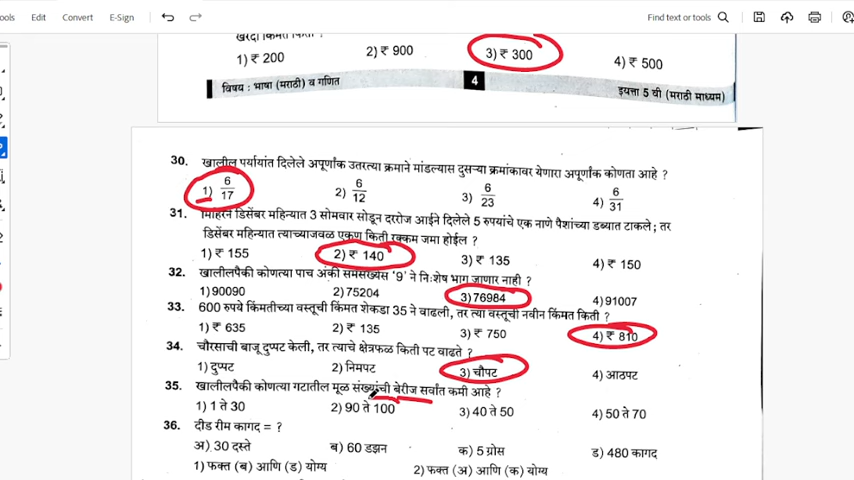 ools Edit Convert E-Sign Find text or tools
खरेदी किंमत किती ?
1) ₹ 200 2) ₹ 900 3) ₹ 300 4) ₹ 500
विषय : भाषा (मराठी) व गणित 4 इयत्ता 5 वी (मराठी माध्यम)
30. खालील पर्यायांत दिलेले अपूर्णांक उतरत्या क्रमाने मांडल्यास दुसऱ्या क्रमांकावर येणारा अपूर्णांक कोणता आहे ?
1) 6/17 2) 6/12 3) 6/23 4) 6/31
31. मिहिरने डिसेंबर महिन्यात 3 सोमवार सोडून दररोज आईने दिलेले 5 रुपयांचे एक नाणे पैशांच्या डब्यात टाकले; तर
डिसेंबर महिन्यात त्याच्याजवळ एकूण किती रक्कम जमा होईल ?
1) ₹ 155 2) ₹ 140 3) ₹ 135 4) ₹ 150
32. खालीलपैकी कोणत्या पाच अंकी समसंख्येस '9' ने निःशेष भाग जाणार नाही ?
1) 90090 2) 75204 3) 76984 4) 91007
33. 600 रुपये किंमतीच्या वस्तूची किंमत शेकडा 35 ने वाढली, तर त्या वस्तूची नवीन किंमत किती ?
1) ₹ 635 2) ₹ 135 3) ₹ 750 4) ₹ 810
34. चौरसाची बाजू दुप्पट केली, तर त्याचे क्षेत्रफळ किती पट वाढते ?
1) दुप्पट 2) निमपट 3) चौपट 4) आठपट
35. खालीलपैकी कोणत्या गटातील मूळ संख्यांची बेरीज सर्वांत कमी आहे ?
1) 1 ते 30 2) 90 ते 100 3) 40 ते 50 4) 50 ते 70
36. दीड रीम कागद = ?
अ) 30 दस्ते ब) 60 डझन क) 5 ग्रोस ड) 480 कागद
1) फक्त (ब) आणि (ड) योग्य 2) फक्त (अ) आणि (क) योग्य